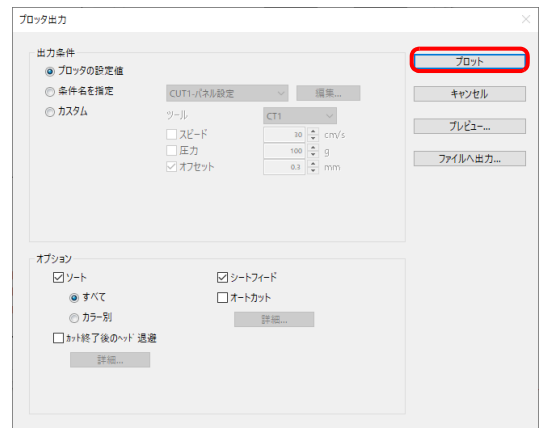 プロッタ出力
出力条件
プロッタの設定値
条件名を指定
CUT1-パネル設定
編集...
カスタム
ツール
CT1
スピード
30
cm/s
圧力
100
g
オフセット
0.3
mm
プロット
キャンセル
プレビュー...
ファイルへ出力...
オプション
ソート
すべて
カラー別
カット終了後のヘッド退避
詳細...
シートフィード
オートカット
詳細...